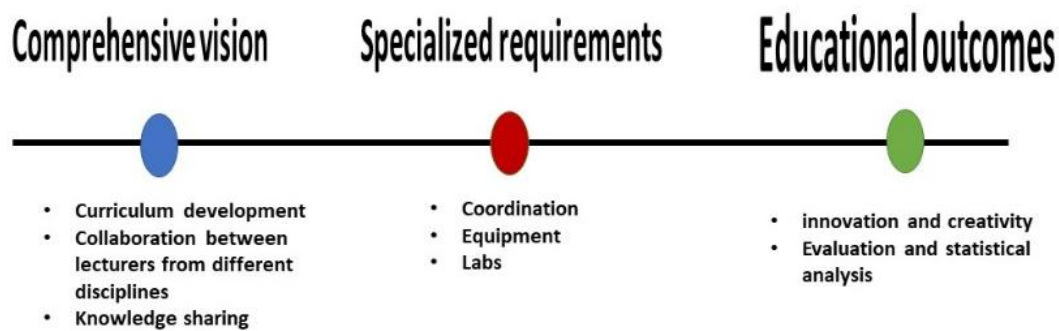 Comprehensive vision
Specialized requirements
Educational outcomes
• Curriculum development
• Collaboration between
lecturers from different
disciplines
• Knowledge sharing
• Coordination
• Equipment
• Labs
• innovation and creativity
• Evaluation and statistical
analysis